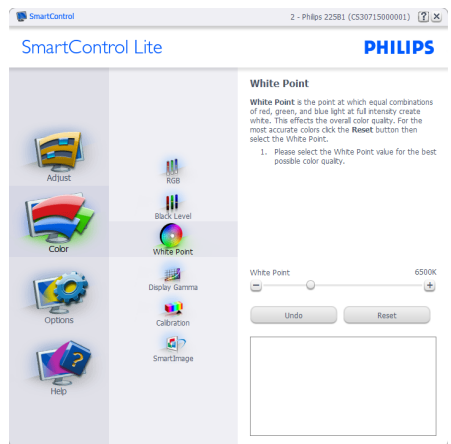 SmartControl
2 - Philips 225B1 (CS30715000001)
?
SmartControl Lite
PHILIPS
Adjust
Color
Options
Help
RGB
Black Level
White Point
Display Gamma
Calibration
SmartImage
White Point
White Point is the point at which equal combinations
of red, green, and blue light at full intensity create
white. This effects the overall color quality. For the
most accurate colors click the Reset button then
select the White Point.
1. Please select the White Point value for the best
possible color quality.
White Point 6500K
Undo Reset